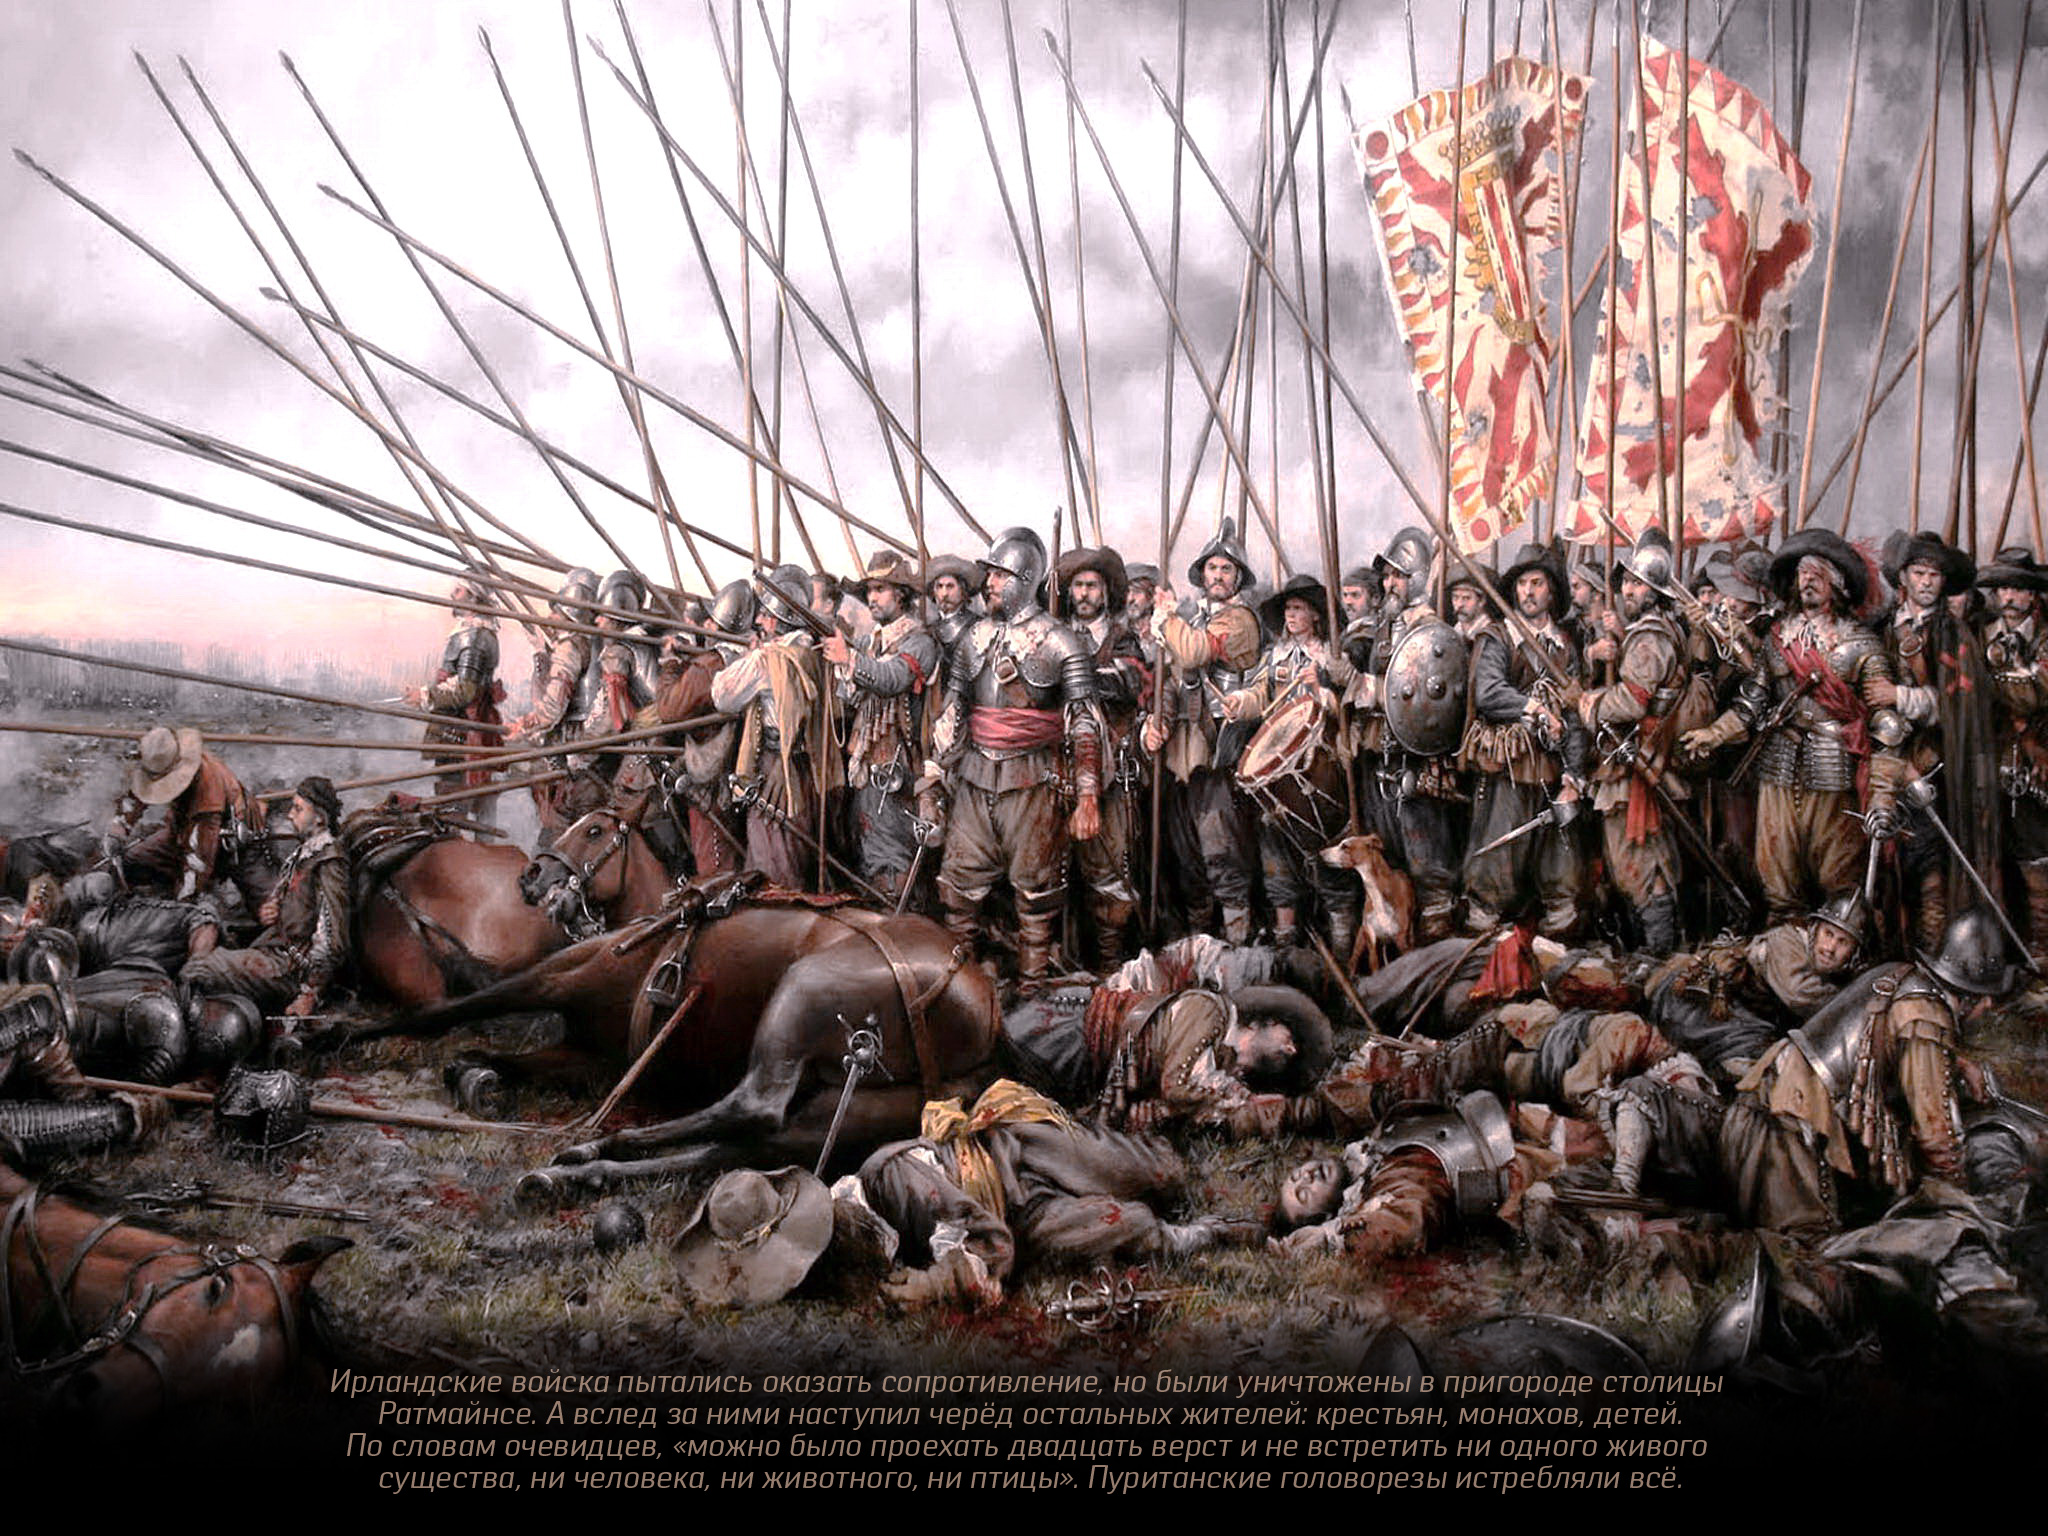 Ирландские войска пытались оказать сопротивление, но были уничтожены в пригороде столицы
Ратмайнсе. А вслед за ними наступил черёд остальных жителей: крестьян, монахов, детей.
По словам очевидцев, «можно было проехать двадцать верст и не встретить ни одного живого
существа, ни человека, ни животного, ни птицы». Пуританские головорезы истребляли всё.